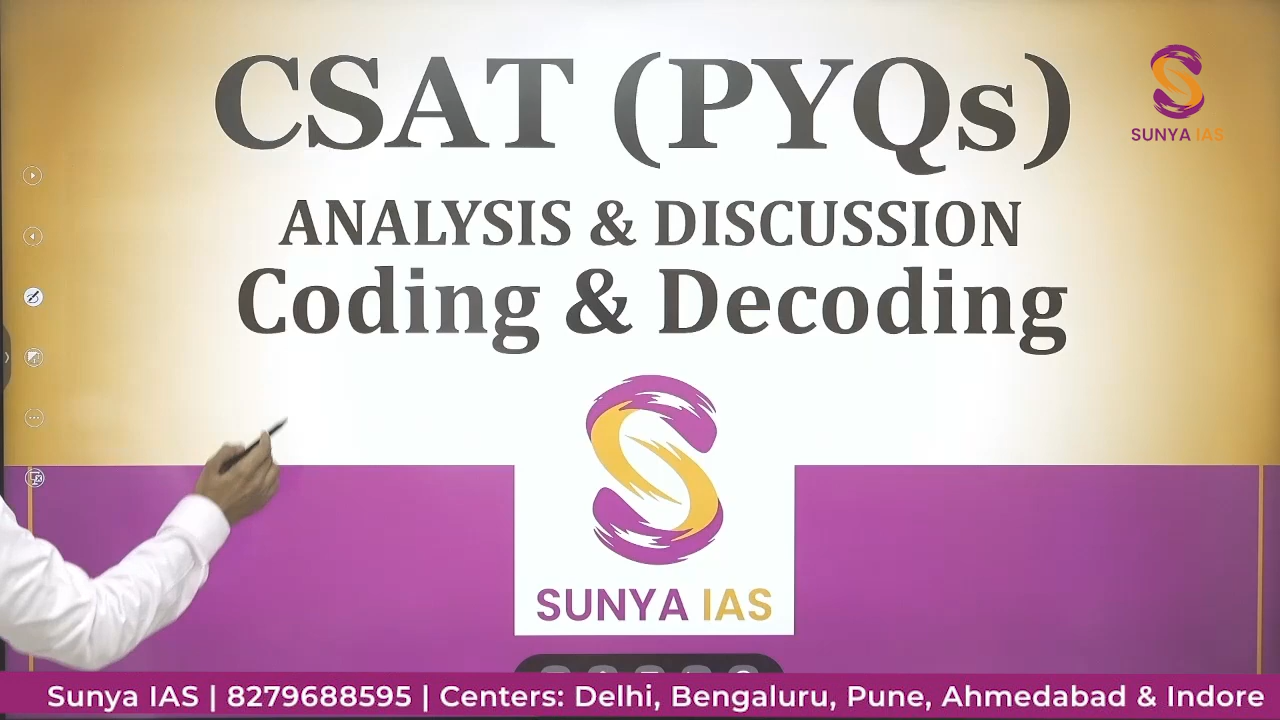 CSAT (PYQs)
SUNYA IAS
ANALYSIS & DISCUSSION
Coding & Decoding
SUNYA IAS
Sunya IAS | 8279688595 | Centers: Delhi, Bengaluru, Pune, Ahmedabad & Indore